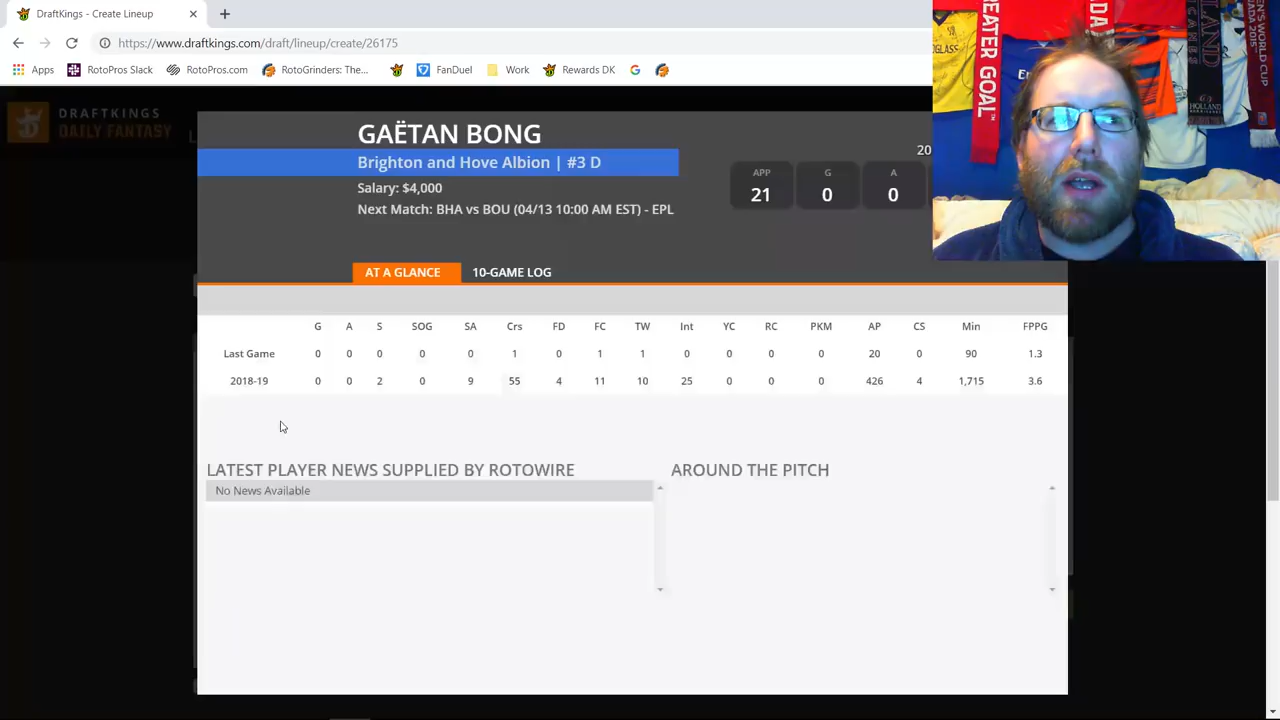 DraftKings - Create Lineup
https://www.draftkings.com/draft/lineup/create/26175
Apps RotoPros Slack RotoPros.com RotoGrinders: The... FanDuel Work Rewards DK
DRAFTKINGS
DAILY FANTASY
L
GAËTAN BONG
Brighton and Hove Albion | #3 D
Salary: $4,000
Next Match: BHA vs BOU (04/13 10:00 AM EST) - EPL
20
APP G A
21 0 0
AT A GLANCE 10-GAME LOG
G A S SOG SA Crs FD FC TW Int YC RC PKM AP CS Min FPPG
Last Game 0 0 0 0 0 1 0 1 1 0 0 0 0 20 0 90 1.3
2018-19 0 0 2 0 9 55 4 11 10 25 0 0 0 426 4 1,715 3.6
LATEST PLAYER NEWS SUPPLIED BY ROTOWIRE
No News Available
AROUND THE PITCH
GREATER GOAL™
HOLLAND